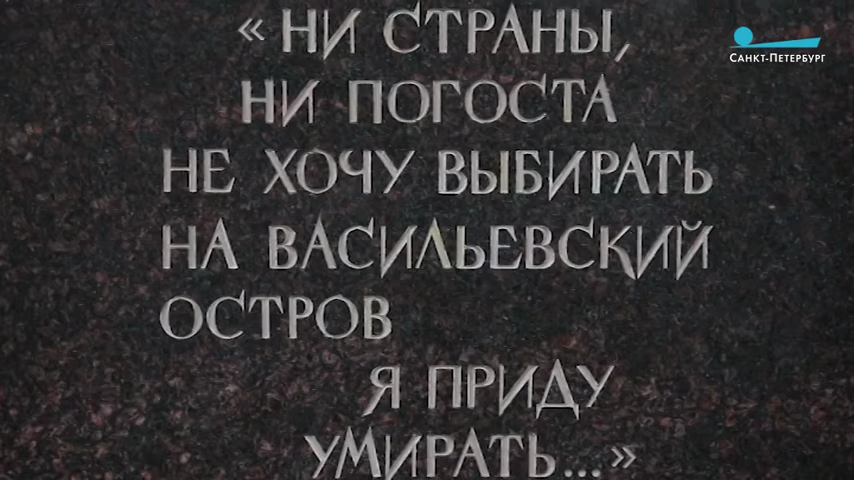 « НИ СТРАНЫ,
НИ ПОГОСТА
НЕ ХОЧУ ВЫБИРАТЬ
НА ВАСИЛЬЕВСКИЙ
ОСТРОВ
Я ПРИДУ
УМИРАТЬ...»
САНКТ-ПЕТЕРБУРГ